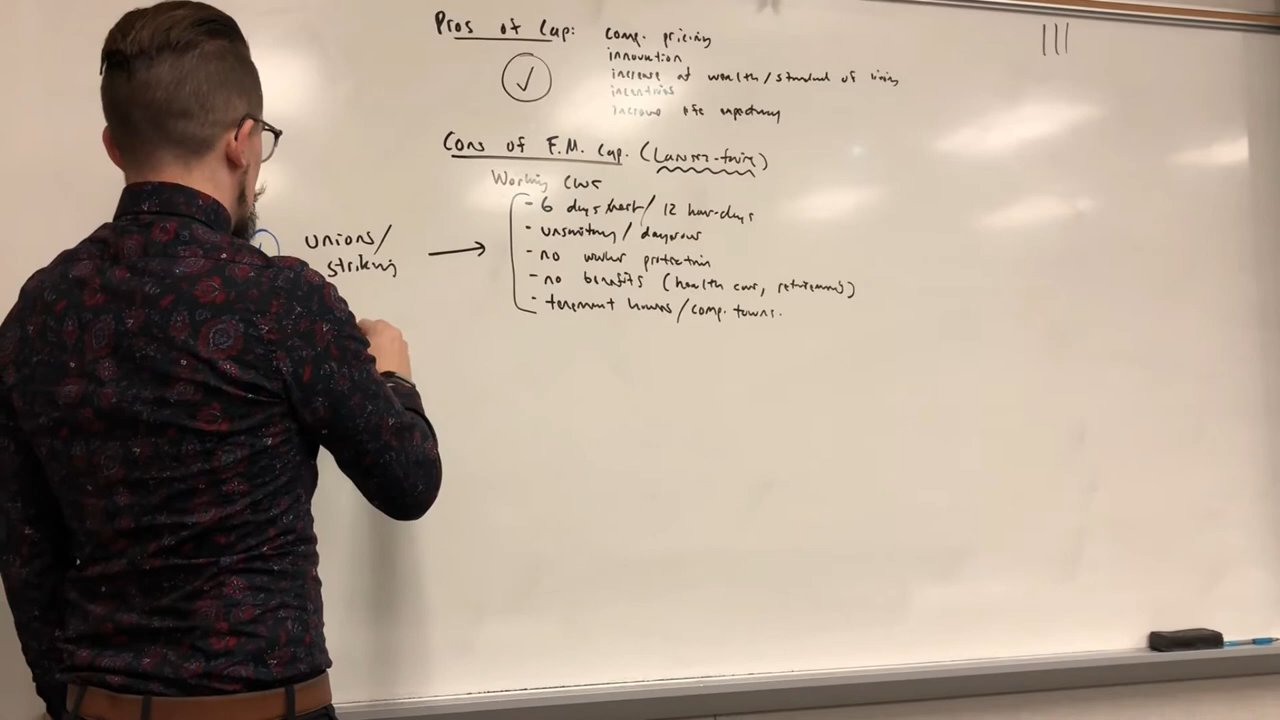 Pros of Cap: comp. pricing
innovation
increase of wealth/standard of living
incentives
increase life expectancy
Cons of F.M. Cap. (Laissez-faire)
Working Class
- 6 days/week/ 12 hour-days
- unsanitary/dangerous
- no worker protection
- no benefits (health care, retirement)
- tenement houses/comp. towns.
unions/
striking